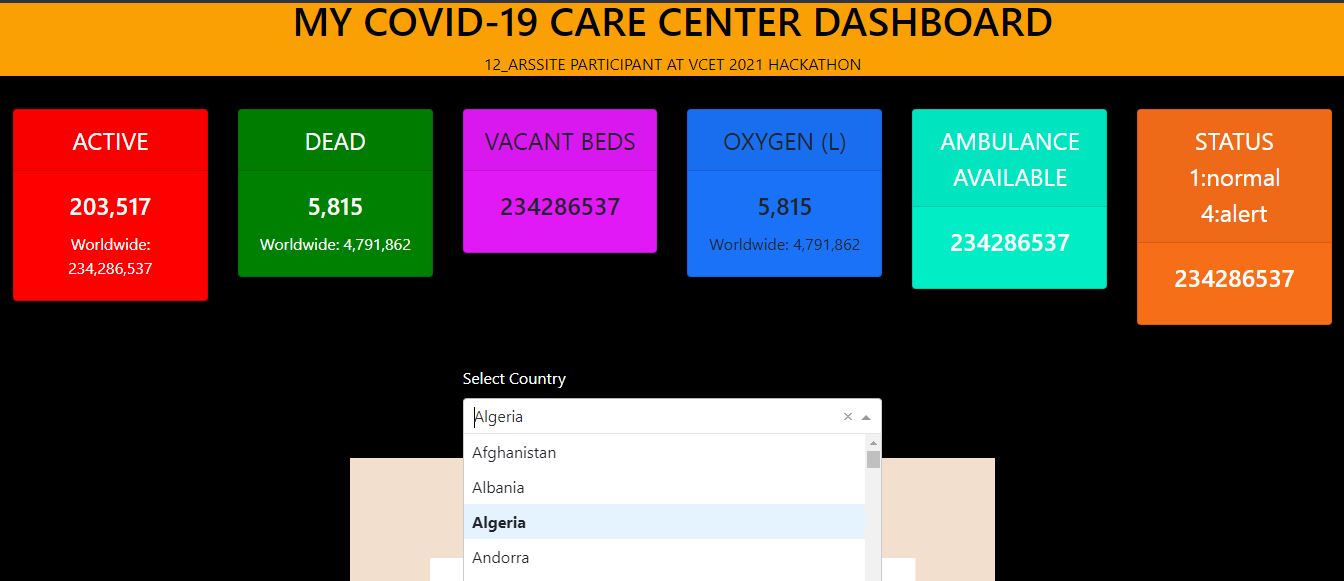 MY COVID-19 CARE CENTER DASHBOARD
12_ARSSITE PARTICIPANT AT VCET 2021 HACKATHON
ACTIVE
203,517
Worldwide:
234,286,537
DEAD
5,815
Worldwide: 4,791,862
VACANT BEDS
234286537
OXYGEN (L)
5,815
Worldwide: 4,791,862
AMBULANCE
AVAILABLE
234286537
STATUS
1:normal
4:alert
234286537
Select Country
Algeria
Afghanistan
Albania
Algeria
Andorra